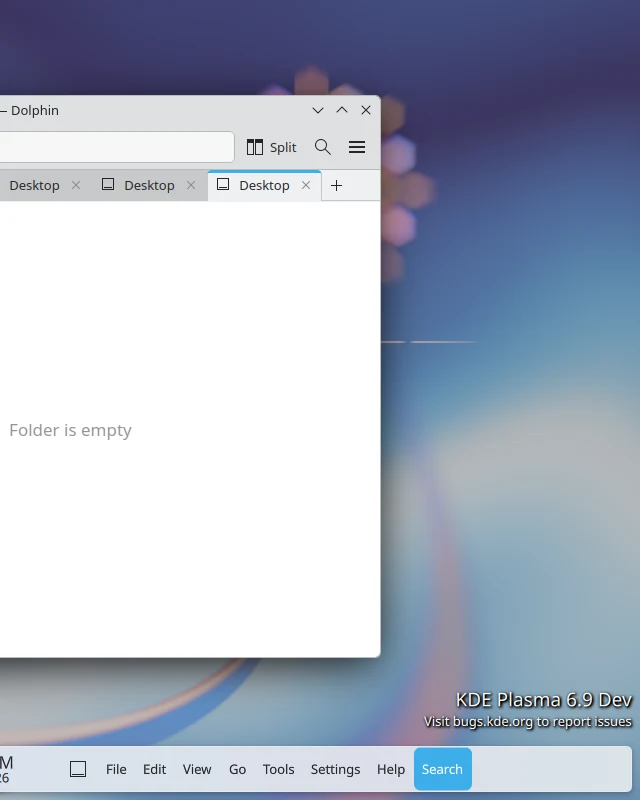 – Dolphin
Split
Desktop
Desktop
Desktop
Folder is empty
KDE Plasma 6.9 Dev
Visit bugs.kde.org to report issues
M
26
File Edit View Go Tools Settings Help Search